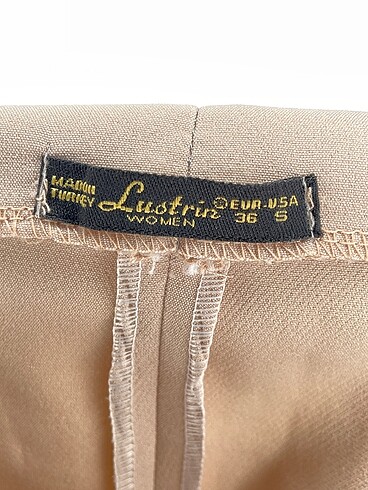 MADE IN
TURKEY
Lustrin ®
WOMEN
EUR-USA
36 S